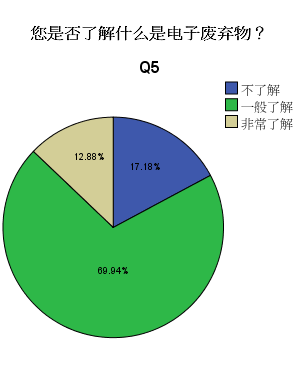 您是否了解什么是电子废弃物？
Q5
不了解
一般了解
非常了解
12.88%
17.18%
69.94%